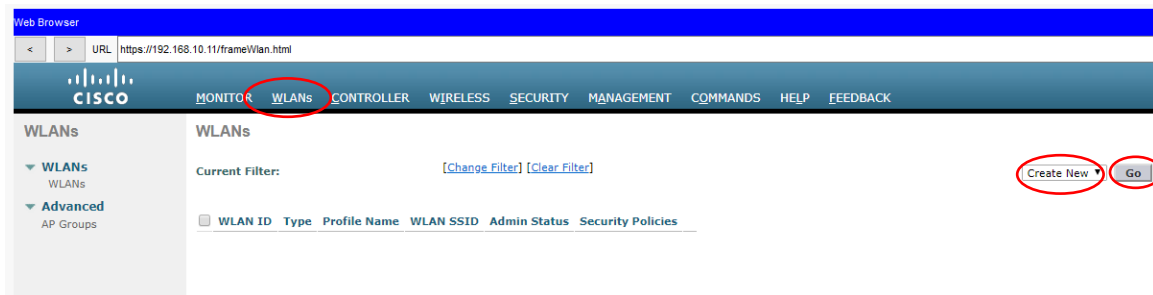 Web Browser
< > URL https://192.168.10.11/frameWlan.html
CISCO MONITOR WLANs CONTROLLER WIRELESS SECURITY MANAGEMENT COMMANDS HELP FEEDBACK
WLANs
WLANs
WLANs
Advanced
AP Groups
WLANs
Current Filter: [Change Filter] [Clear Filter] Create New Go
WLAN ID Type Profile Name WLAN SSID Admin Status Security Policies